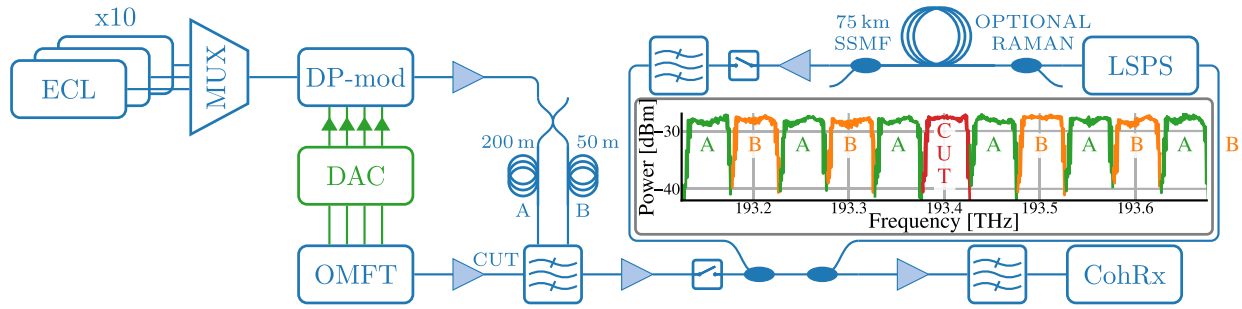 x10
ECL
MUX
DP-mod
DAC
OMFT
200 m
50 m
A
B
CUT
75 km
SSMF
OPTIONAL
RAMAN
LSPS
Power [dBm]
−30
−40
A
B
A
B
A
C
U
T
A
B
A
B
A
B
193.2
193.3
193.4
193.5
193.6
Frequency [THz]
CohRx